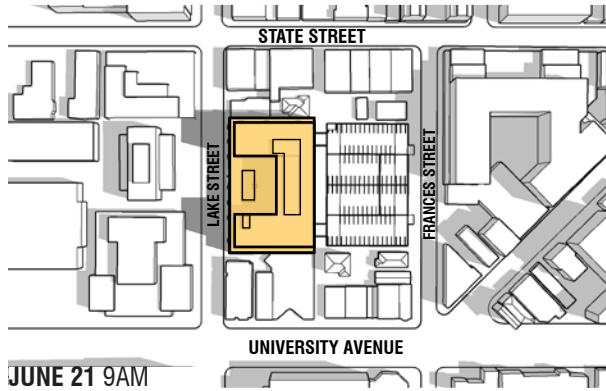 STATE STREET
LAKE STREET
FRANCES STREET
UNIVERSITY AVENUE
JUNE 21 9AM